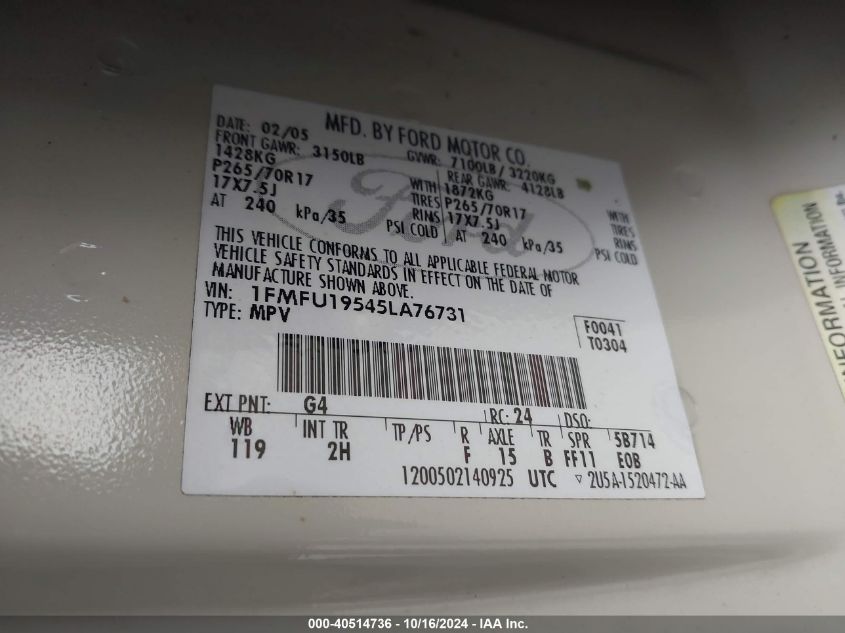 MFD. BY FORD MOTOR CO.
DATE: 02/05 GVWR: 7100LB / 3220KG
FRONT GAWR: 3150LB REAR GAWR: 4128LB
1428KG WITH 1872KG WITH
P265/70R17 TIRES P265/70R17 TIRES
17X7.5J RIMS 17X7.5J RIMS
AT 240 kPa/35 PSI COLD AT 240 kPa/35 PSI COLD
Ford
THIS VEHICLE CONFORMS TO ALL APPLICABLE FEDERAL MOTOR
VEHICLE SAFETY STANDARDS IN EFFECT ON THE DATE OF
MANUFACTURE SHOWN ABOVE.
VIN: 1FMFU19545LA76731
TYPE: MPV
F0041
T0304
EXT PNT: G4 RC: 24 DSO:
WB INT TR TP/PS R AXLE TR SPR 5B714
119 2H F 15 B FF11 EOB
1200502140925 UTC ▽ 2U5A-1520472-AA
INFORMATION
INFORMATION
000-40514736 - 10/16/2024 - IAA Inc.